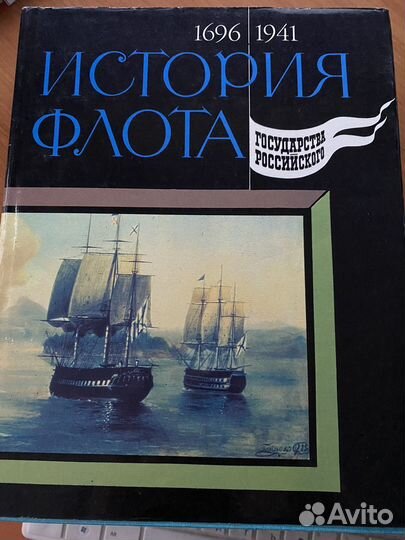 1696 1941
ИСТОРИЯ
ФЛОТА
ГОСУДАРСТВА
РОССИЙСКОГО
Avito